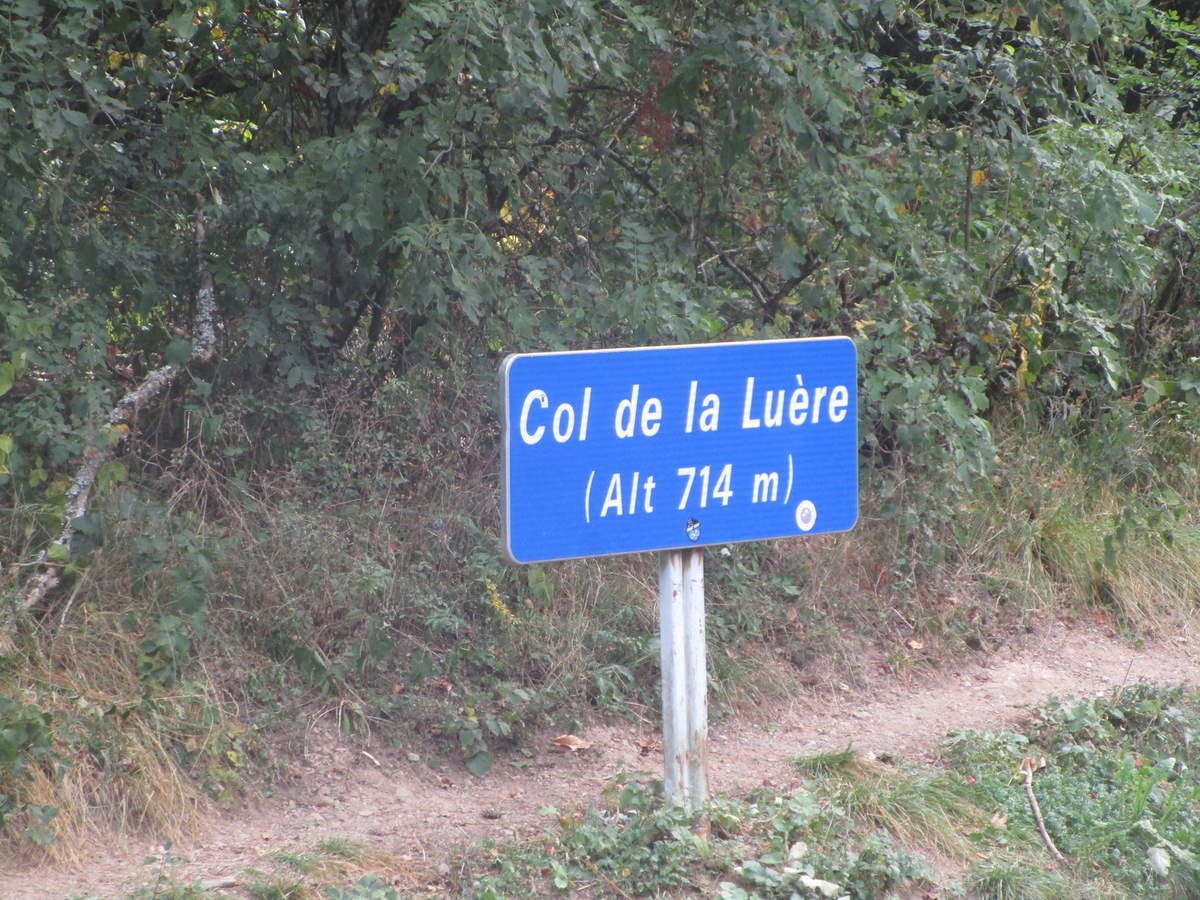 Col de la Luère
(Alt 714 m)